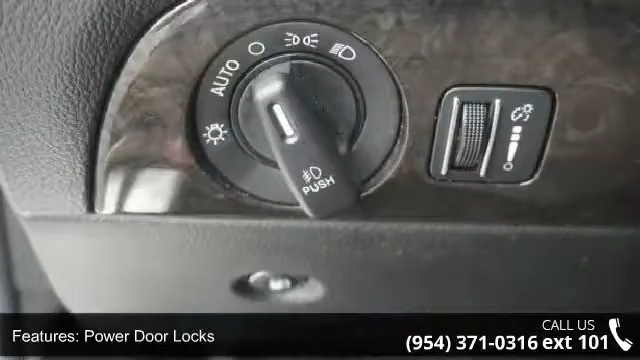 AUTO
PUSH
CALL US
Features: Power Door Locks
(954) 371-0316 ext 101